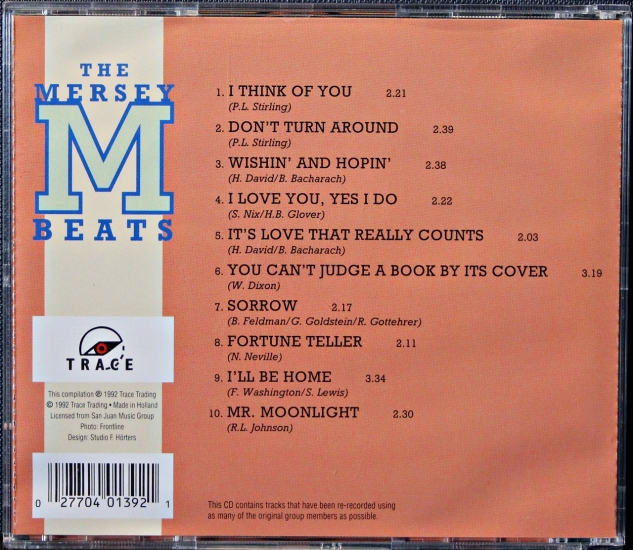 THE
MERSEY
M
BEATS
1. I THINK OF YOU 2.21
(P.L. Stirling)
2. DON'T TURN AROUND 2.39
(P.L. Stirling)
3. WISHIN' AND HOPIN' 2.38
(H. David/B. Bacharach)
4. I LOVE YOU, YES I DO 2.22
(S. Nix/H.B. Glover)
5. IT'S LOVE THAT REALLY COUNTS 2.03
(H. David/B. Bacharach)
6. YOU CAN'T JUDGE A BOOK BY ITS COVER 3.19
(W. Dixon)
7. SORROW 2.17
(B. Feldman/G. Goldstein/R. Gottehrer)
8. FORTUNE TELLER 2.11
(N. Neville)
9. I'LL BE HOME 3.34
(F. Washington/S. Lewis)
10. MR. MOONLIGHT 2.30
(R.L. Johnson)
TRACE
This compilation ℗ 1992 Trace Trading
© 1992 Trace Trading • Made in Holland
Licensed from San Juan Music Group
Photo: Frontline
Design: Studio F. Hörters
0 27704 01392 1
This CD contains tracks that have been re-recorded using
as many of the original group members as possible.